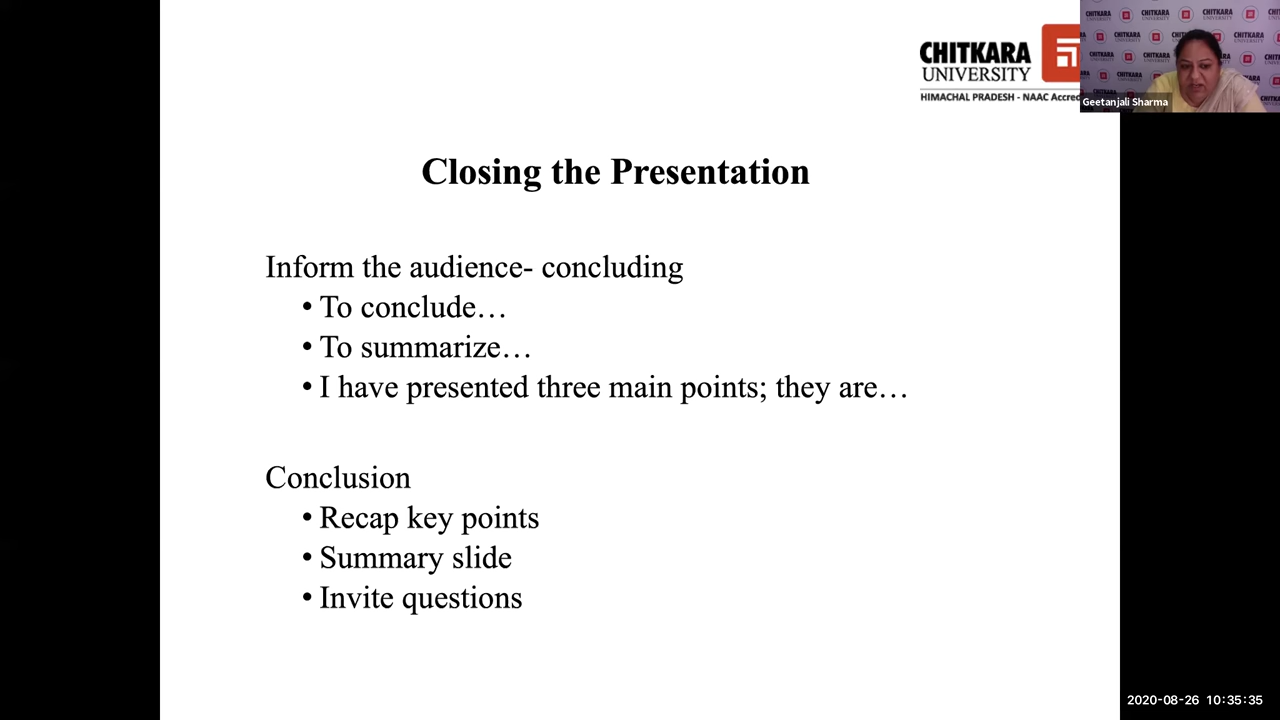 CHITKARA
UNIVERSITY
HIMACHAL PRADESH - NAAC
Geetanjali Sharma
Closing the Presentation
Inform the audience- concluding
• To conclude…
• To summarize…
• I have presented three main points; they are…
Conclusion
• Recap key points
• Summary slide
• Invite questions
2020-08-26 10:35:35